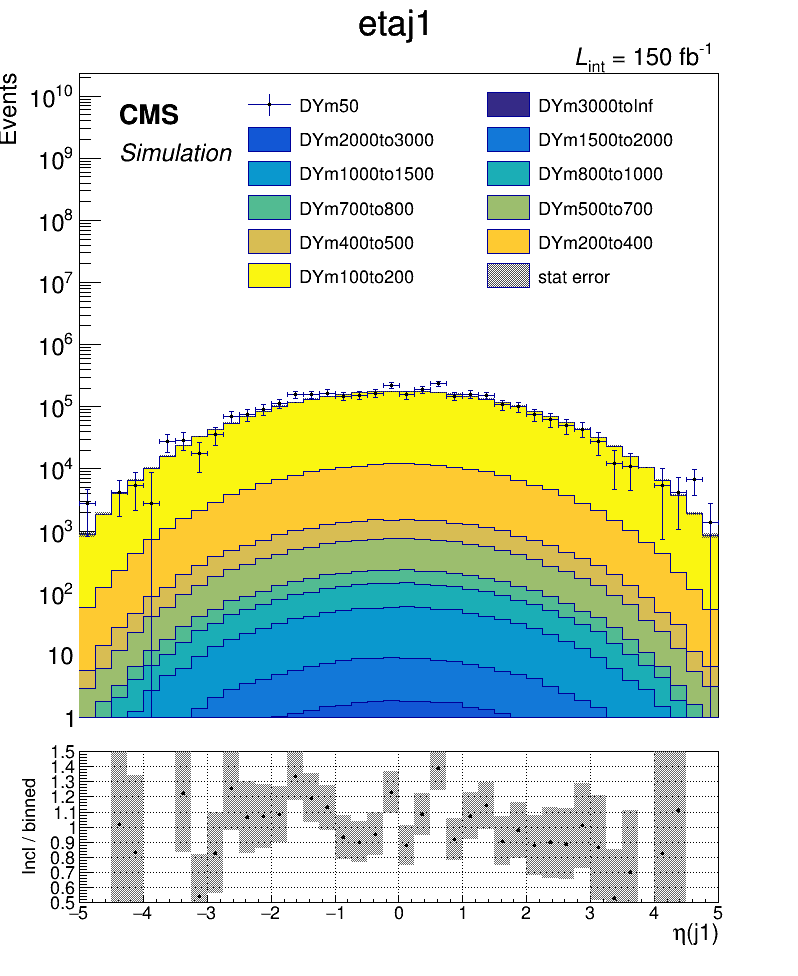 etaj1
L_int = 150 fb^-1
Events
CMS
Simulation
DYm50
DYm3000toInf
DYm2000to3000
DYm1500to2000
DYm1000to1500
DYm800to1000
DYm700to800
DYm500to700
DYm400to500
DYm200to400
DYm100to200
stat error
10^10
10^9
10^8
10^7
10^6
10^5
10^4
10^3
10^2
10
1
Incl / binned
1.5
1.4
1.3
1.2
1.1
1
0.9
0.8
0.7
0.6
0.5
−5 −4 −3 −2 −1 0 1 2 3 4 5
η(j1)